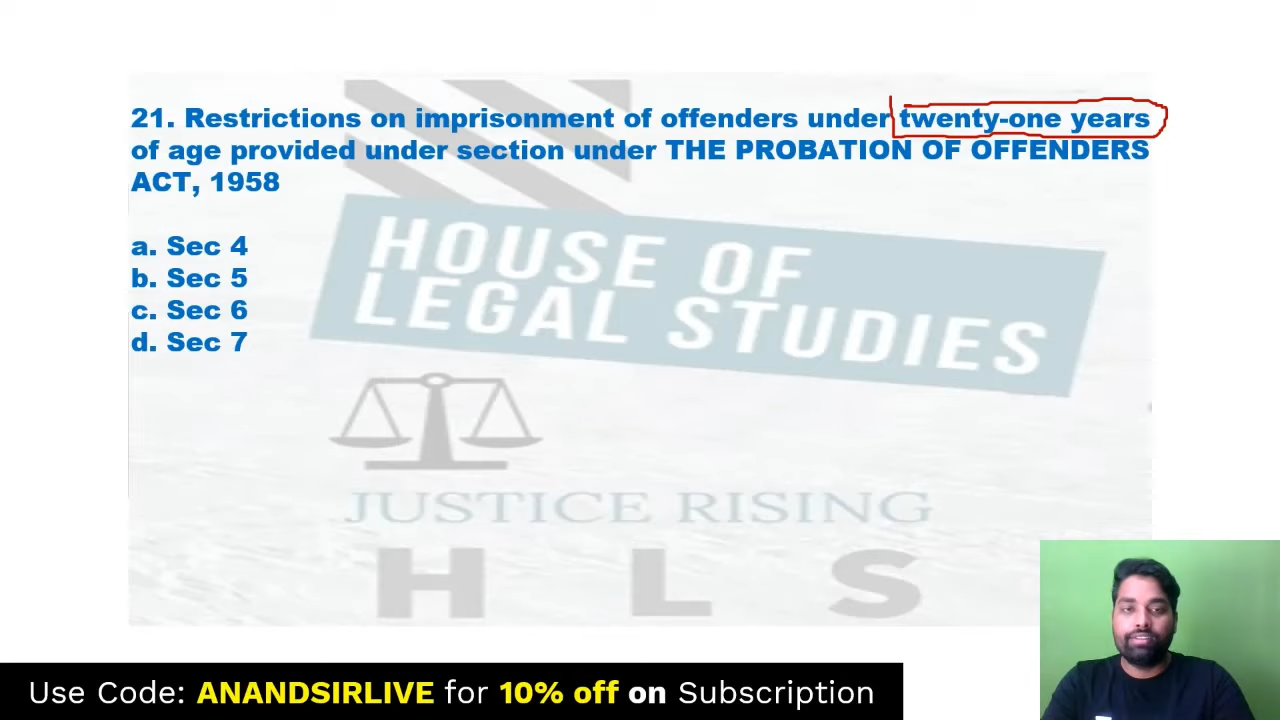 21. Restrictions on imprisonment of offenders under twenty-one years
of age provided under section under THE PROBATION OF OFFENDERS
ACT, 1958
a. Sec 4
b. Sec 5
c. Sec 6
d. Sec 7
HOUSE OF
LEGAL STUDIES
JUSTICE RISING
H L S
Use Code: ANANDSIRLIVE for 10% off on Subscription